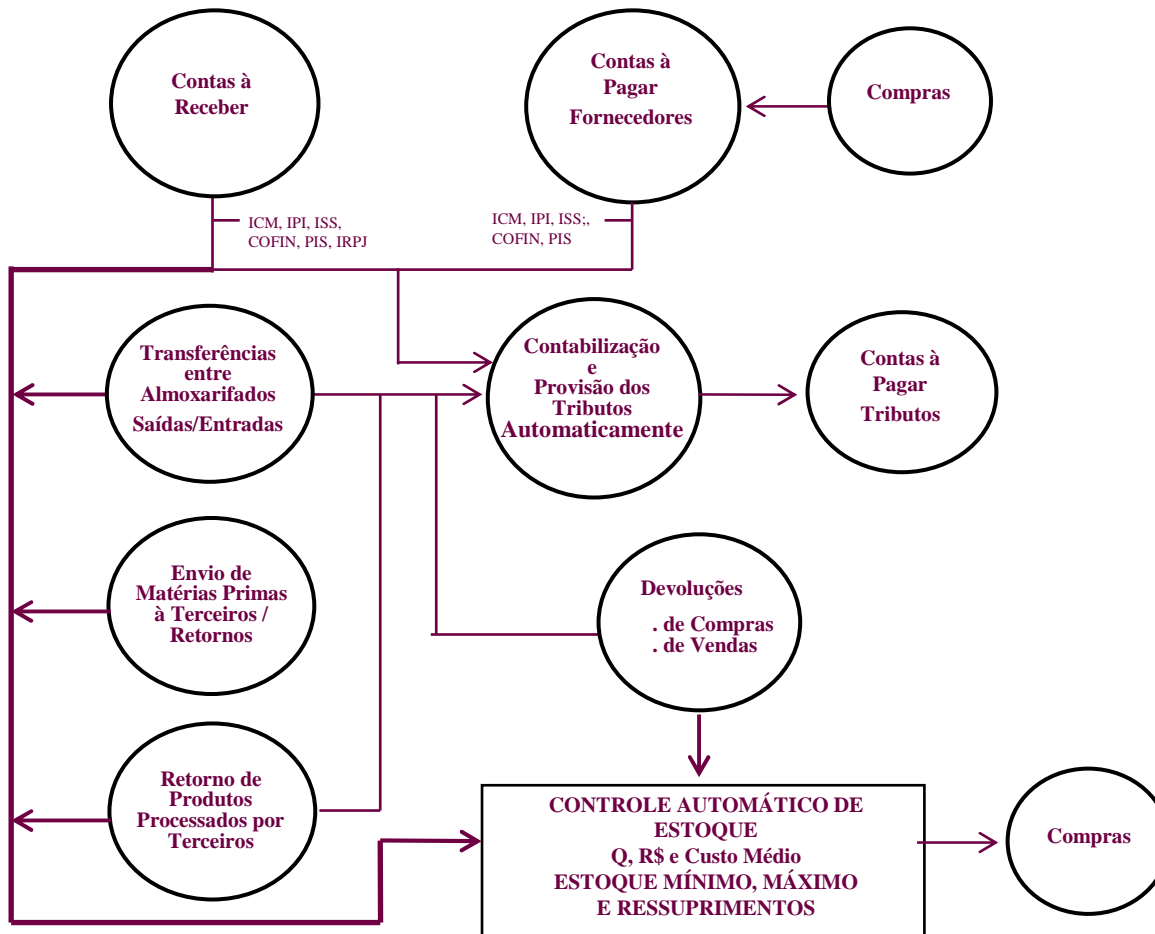 Contas à
Receber
Contas à
Pagar
Fornecedores
Compras
ICM, IPI, ISS,
COFIN, PIS, IRPJ
ICM, IPI, ISS;,
COFIN, PIS
Transferências
entre
Almoxarifados
Saídas/Entradas
Contabilização
e
Provisão dos
Tributos
Automaticamente
Contas à
Pagar
Tributos
Envio de
Matérias Primas
à Terceiros /
Retornos
Devoluções
. de Compras
. de Vendas
Retorno de
Produtos
Processados por
Terceiros
CONTROLE AUTOMÁTICO DE
ESTOQUE
Q, R$ e Custo Médio
ESTOQUE MÍNIMO, MÁXIMO
E RESSUPRIMENTOS
Compras